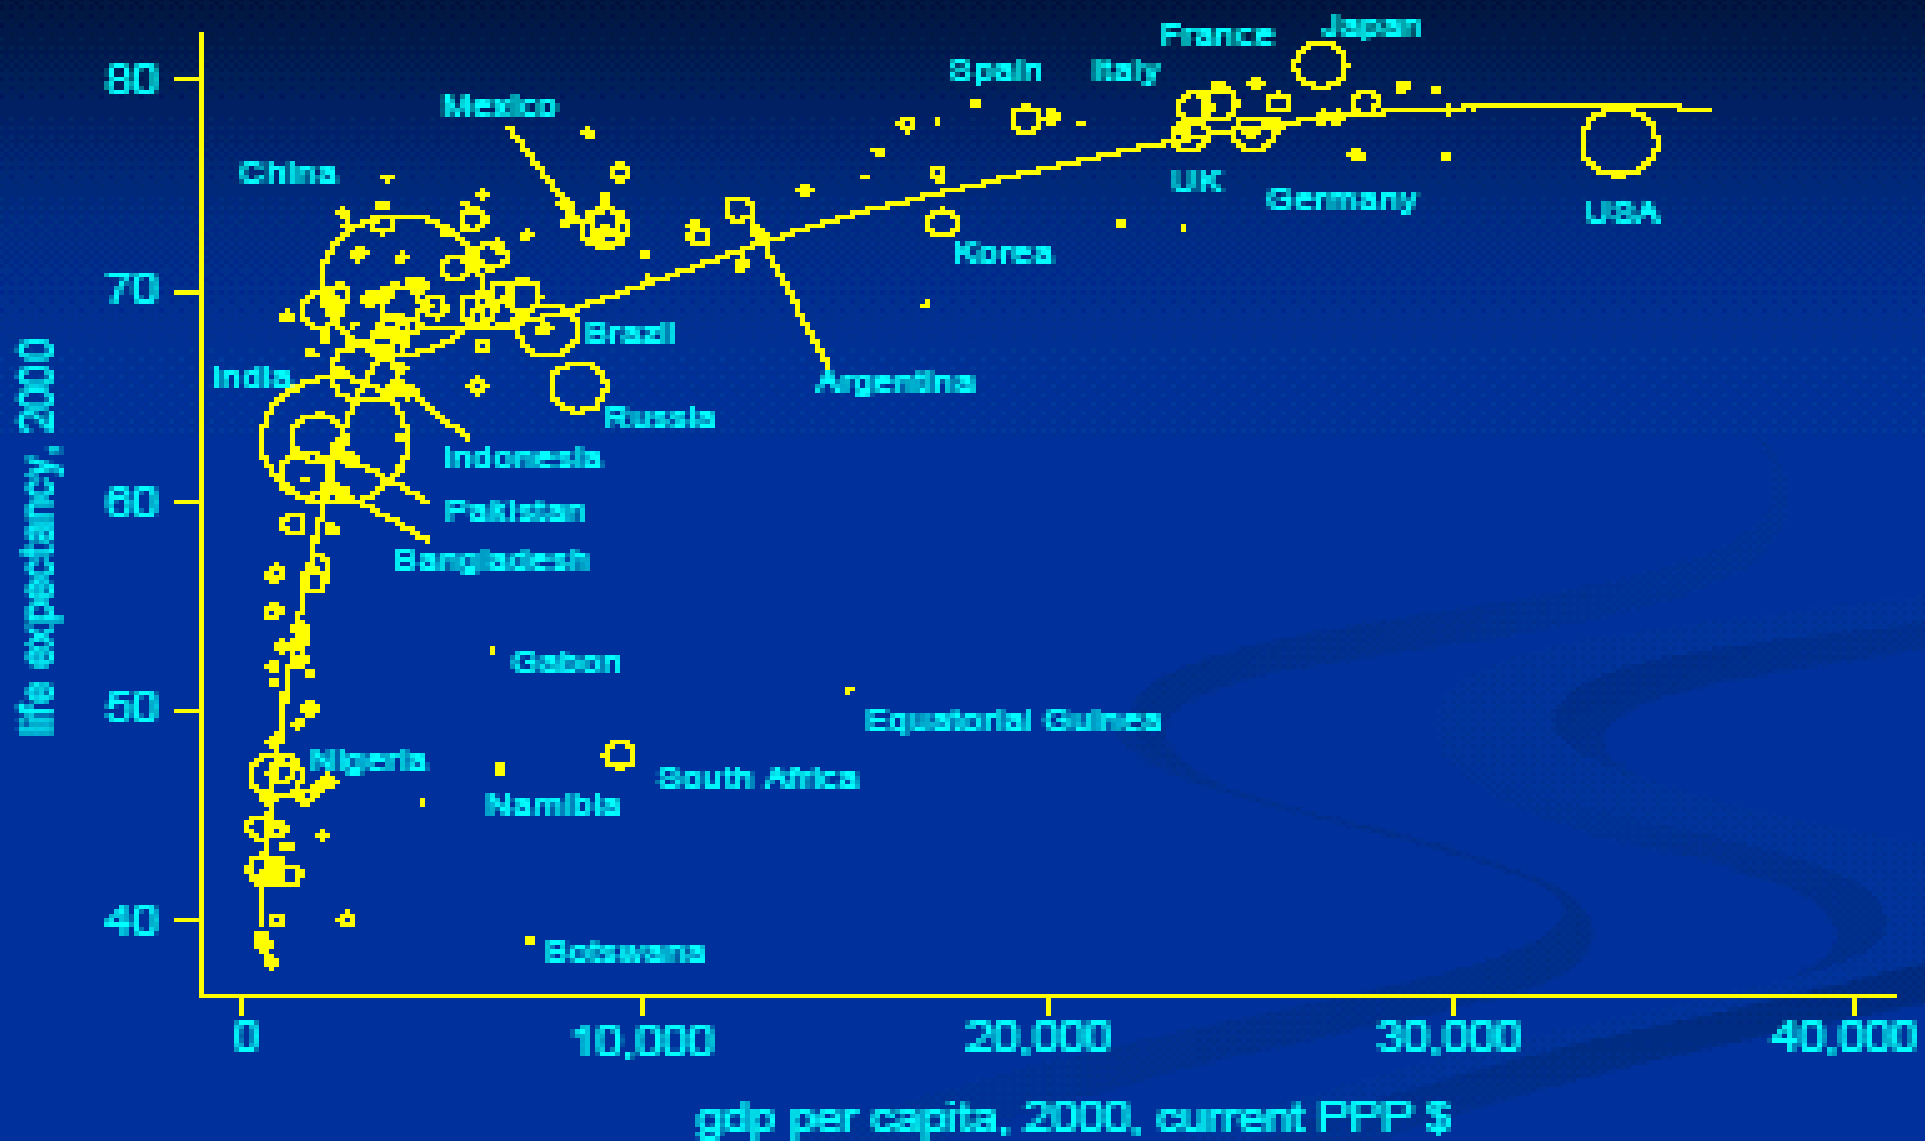 France
Japan
Spain
Italy
80
Mexico
China
UK
Germany
USA
Korea
70
Brazil
India
Argentina
Russia
Indonesia
60
Pakistan
Bangladesh
life expectancy, 2000
Gabon
50
Equatorial Guinea
Nigeria
South Africa
Namibia
40
Botswana
0
10,000
20,000
30,000
40,000
gdp per capita, 2000, current PPP $